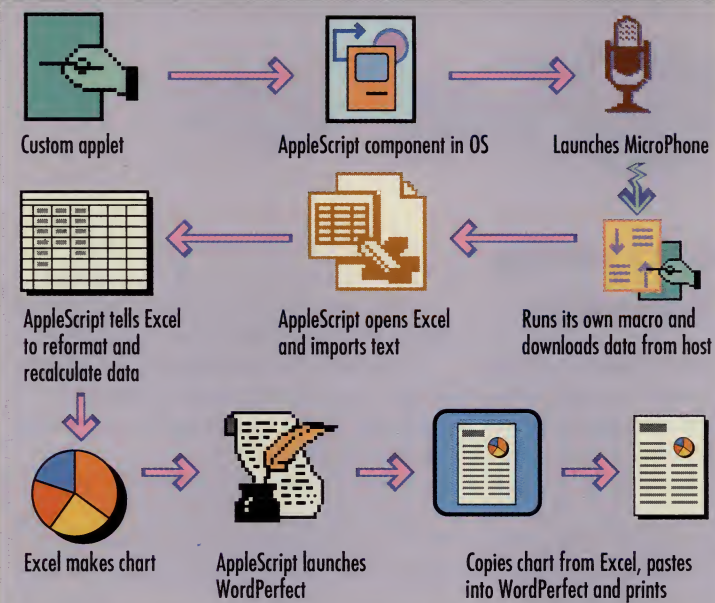 Custom applet
AppleScript component in OS
Launches MicroPhone
Runs its own macro and
downloads data from host
AppleScript opens Excel
and imports text
AppleScript tells Excel
to reformat and
recalculate data
Excel makes chart
AppleScript launches
WordPerfect
Copies chart from Excel, pastes
into WordPerfect and prints